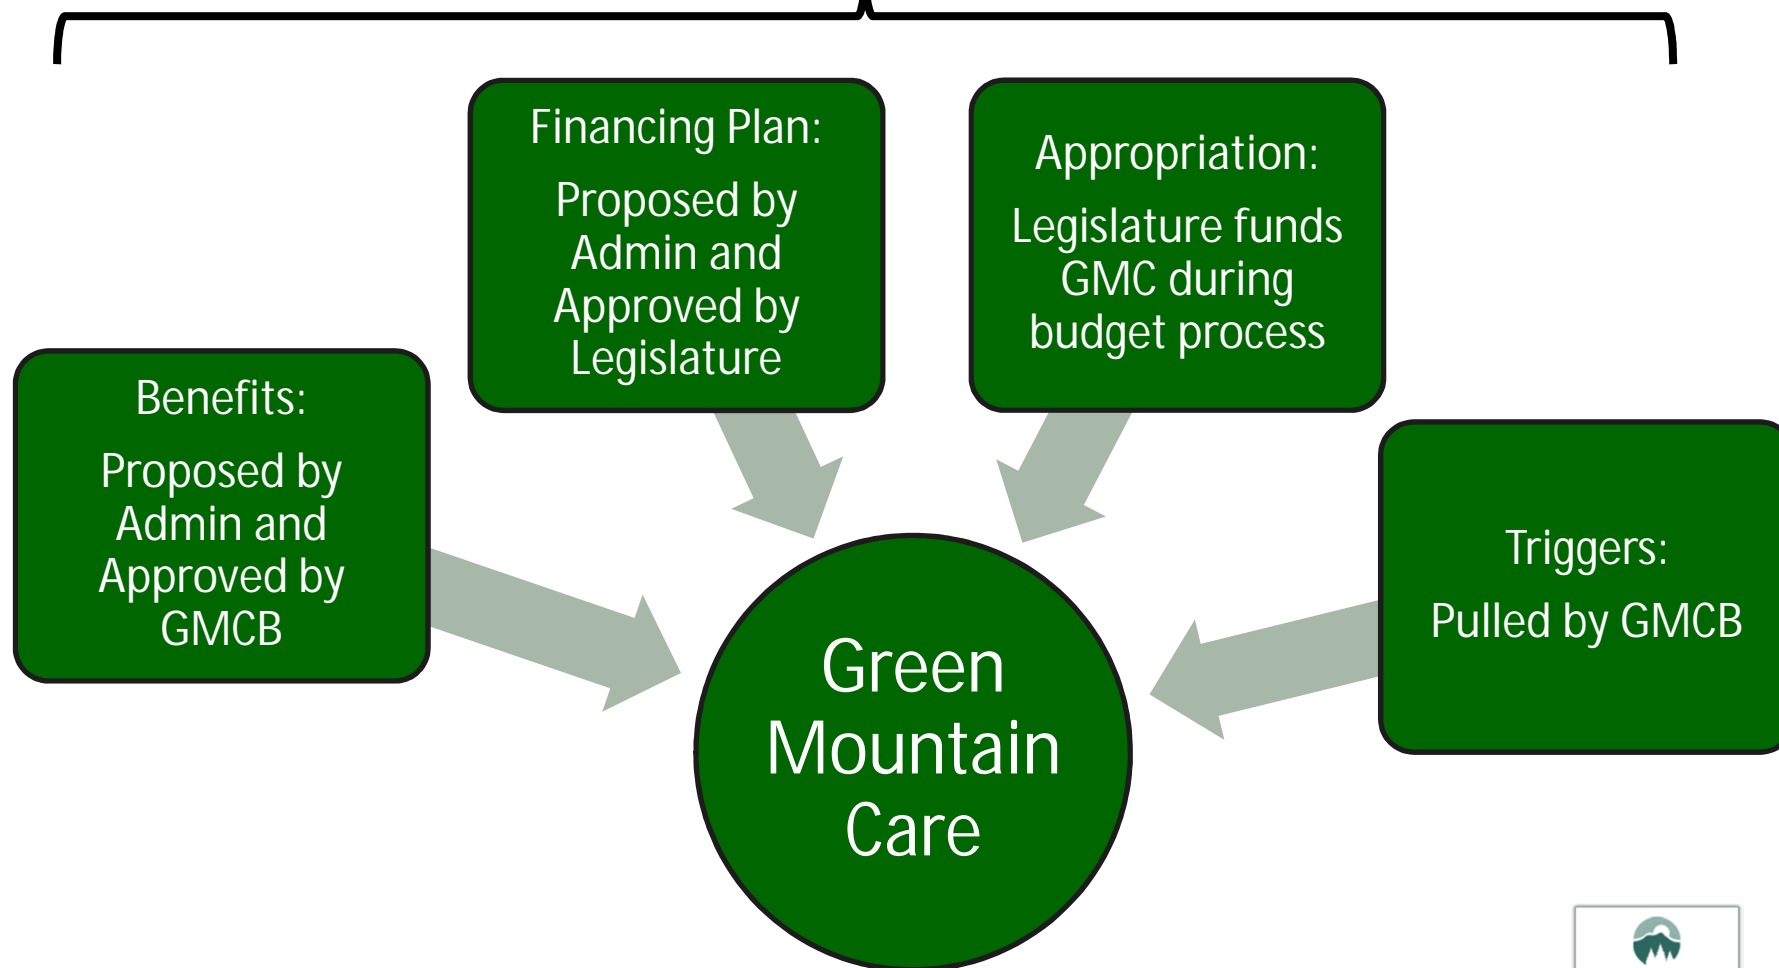 Financing Plan:
Proposed by
Admin and
Approved by
Legislature
Appropriation:
Legislature funds
GMC during
budget process
Benefits:
Proposed by
Admin and
Approved by
GMCB
Triggers:
Pulled by GMCB
Green
Mountain
Care